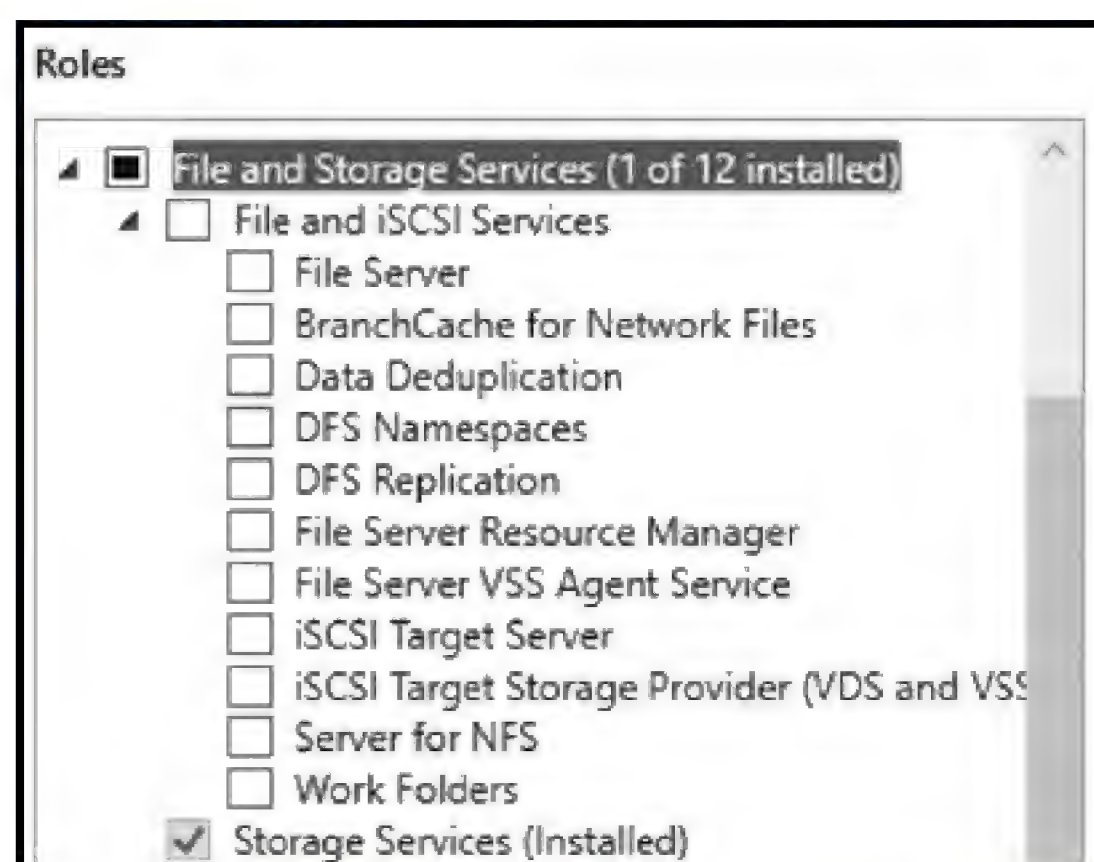 Roles
File and Storage Services (1 of 12 installed)
File and iSCSI Services
File Server
BranchCache for Network Files
Data Deduplication
DFS Namespaces
DFS Replication
File Server Resource Manager
File Server VSS Agent Service
iSCSI Target Server
iSCSI Target Storage Provider (VDS and VSS
Server for NFS
Work Folders
Storage Services (Installed)